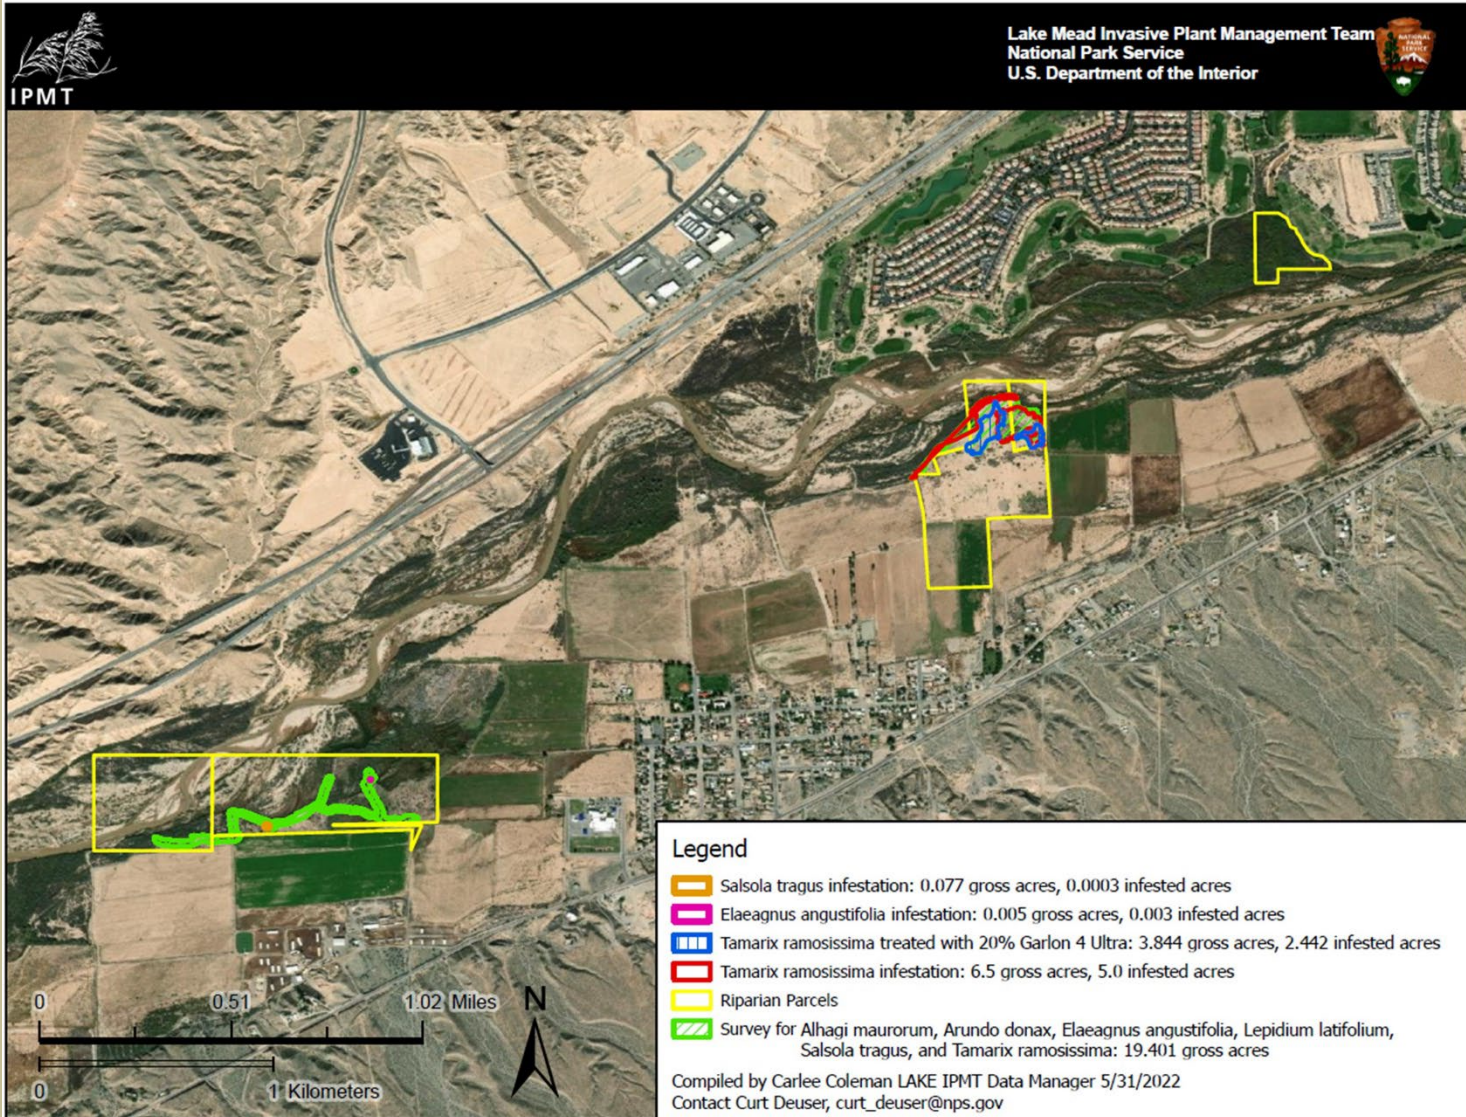 IPMT
Lake Mead Invasive Plant Management Team
National Park Service
U.S. Department of the Interior
NATIONAL
PARK
SERVICE
Legend
Salsola tragus infestation: 0.077 gross acres, 0.0003 infested acres
Elaeagnus angustifolia infestation: 0.005 gross acres, 0.003 infested acres
Tamarix ramosissima treated with 20% Garlon 4 Ultra: 3.844 gross acres, 2.442 infested acres
Tamarix ramosissima infestation: 6.5 gross acres, 5.0 infested acres
Riparian Parcels
Survey for Alhagi maurorum, Arundo donax, Elaeagnus angustifolia, Lepidium latifolium,
Salsola tragus, and Tamarix ramosissima: 19.401 gross acres
Compiled by Carlee Coleman LAKE IPMT Data Manager 5/31/2022
Contact Curt Deuser, curt_deuser@nps.gov
0 0.51 1.02 Miles
N
0 1 Kilometers